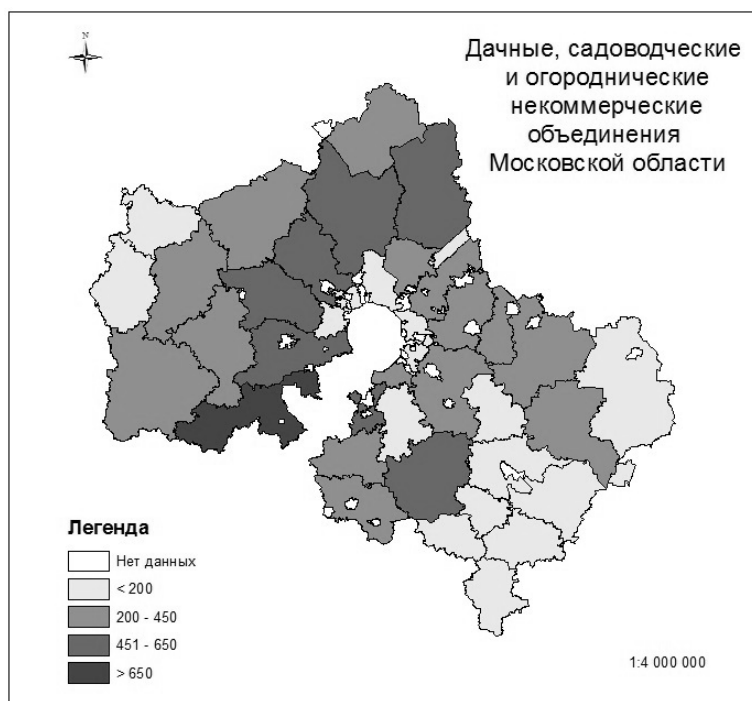 N
Дачные, садоводческие
и огороднические
некоммерческие
объединения
Московской области
Легенда
Нет данных
< 200
200 - 450
451 - 650
> 650
1:4 000 000